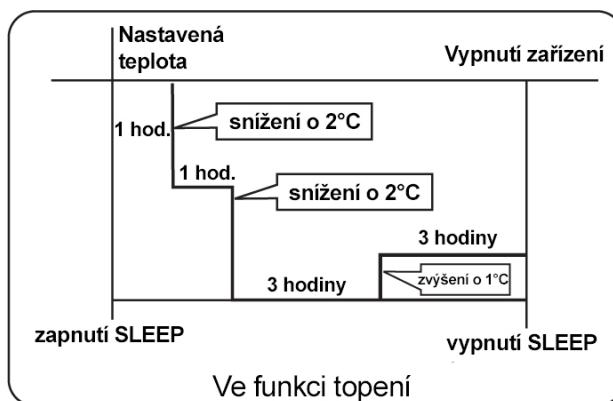 Nastavená
teplota
Vypnutí zařízení
1 hod.
snížení o 2°C
1 hod.
snížení o 2°C
3 hodiny
3 hodiny
zvýšení o 1°C
zapnutí SLEEP
vypnutí SLEEP
Ve funkci topení